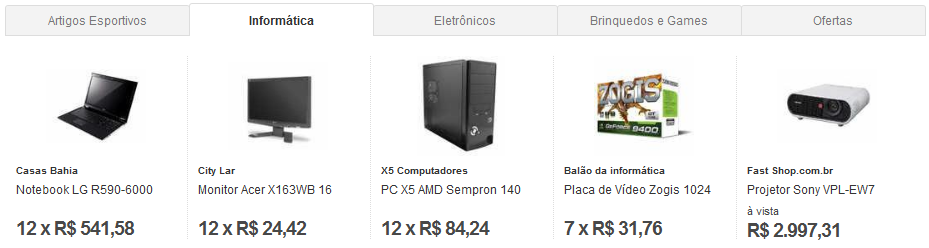 Artigos Esportivos
Informática
Eletrônicos
Brinquedos e Games
Ofertas
ZOGIS
GEFORCE 9400
Casas Bahia
Notebook LG R590-6000
12 x R$ 541,58
City Lar
Monitor Acer X163WB 16
12 x R$ 24,42
X5 Computadores
PC X5 AMD Sempron 140
12 x R$ 84,24
Balão da informática
Placa de Vídeo Zogis 1024
7 x R$ 31,76
Fast Shop.com.br
Projetor Sony VPL-EW7
à vista
R$ 2.997,31